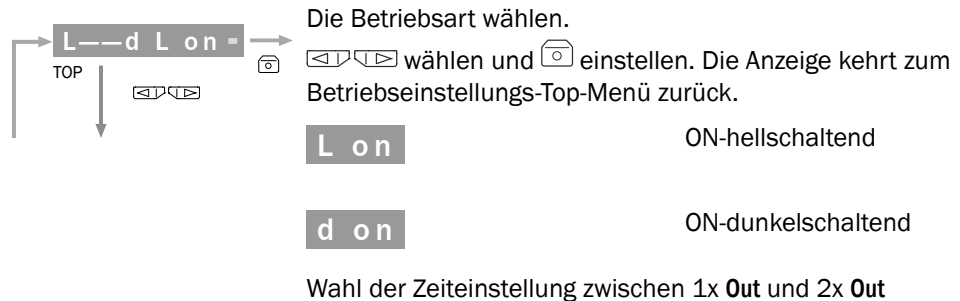 L––d L on
TOP
Die Betriebsart wählen.
wählen und einstellen. Die Anzeige kehrt zum
Betriebseinstellungs-Top-Menü zurück.
L on ON-hellschaltend
d on ON-dunkelschaltend
Wahl der Zeiteinstellung zwischen 1x Out und 2x Out